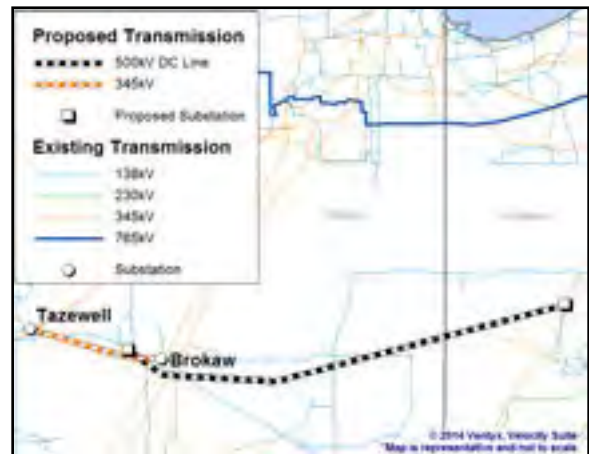 Proposed Transmission
500kV DC Line
345kV
Proposed Substation
Existing Transmission
138kV
230kV
345kV
765kV
Substation
Tazewell
Brokaw
© 2014 Ventyx, Velocity Suite
Map is representative and not to scale